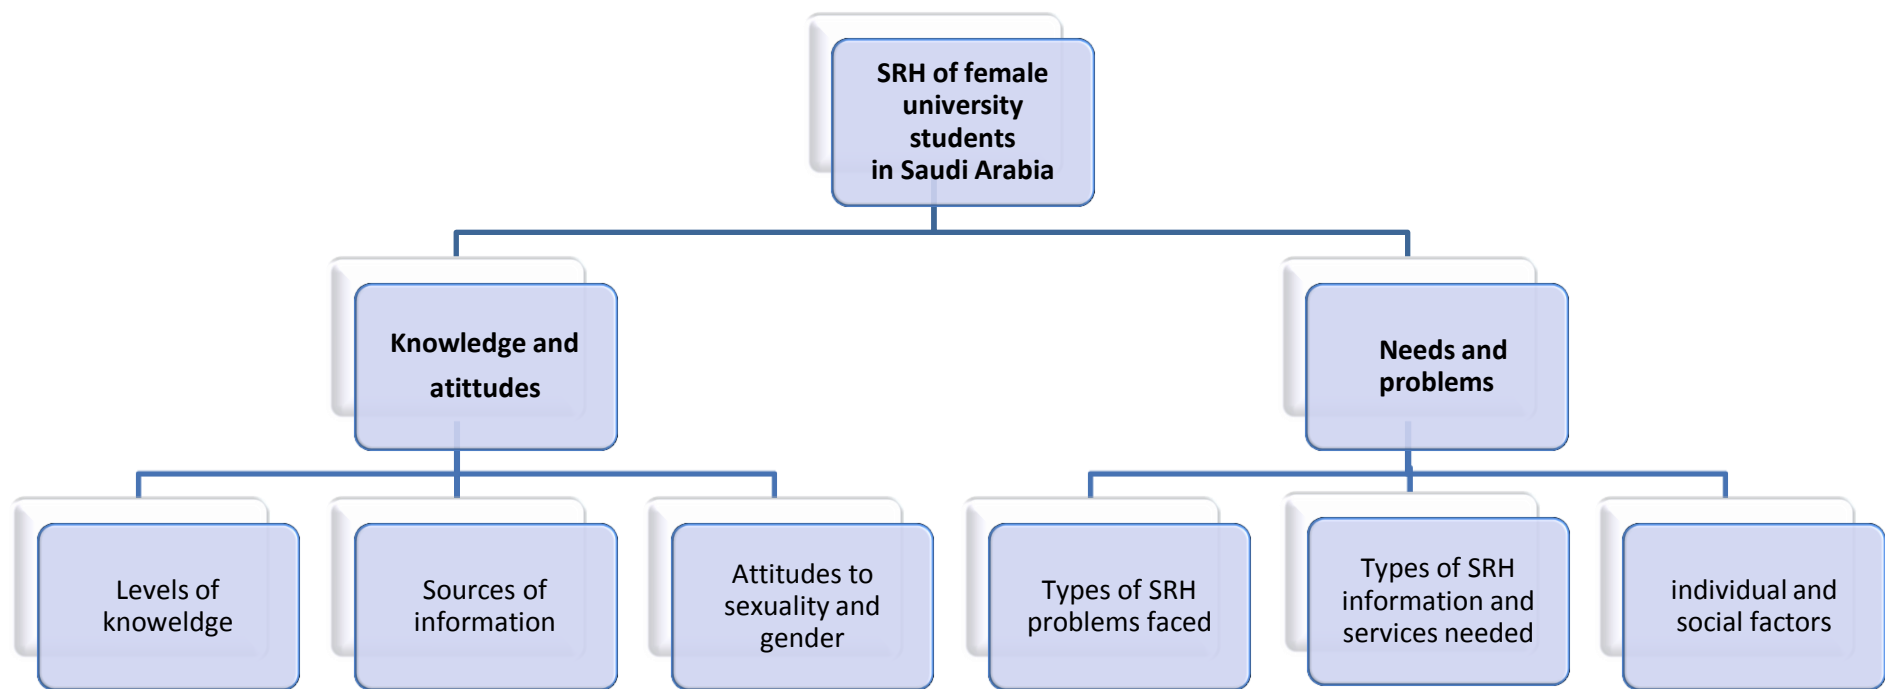 SRH of female
university
students
in Saudi Arabia
Knowledge and
atittudes
Needs and
problems
Levels of
knoweldge
Sources of
information
Attitudes to
sexuality and
gender
Types of SRH
problems faced
Types of SRH
information and
services needed
individual and
social factors